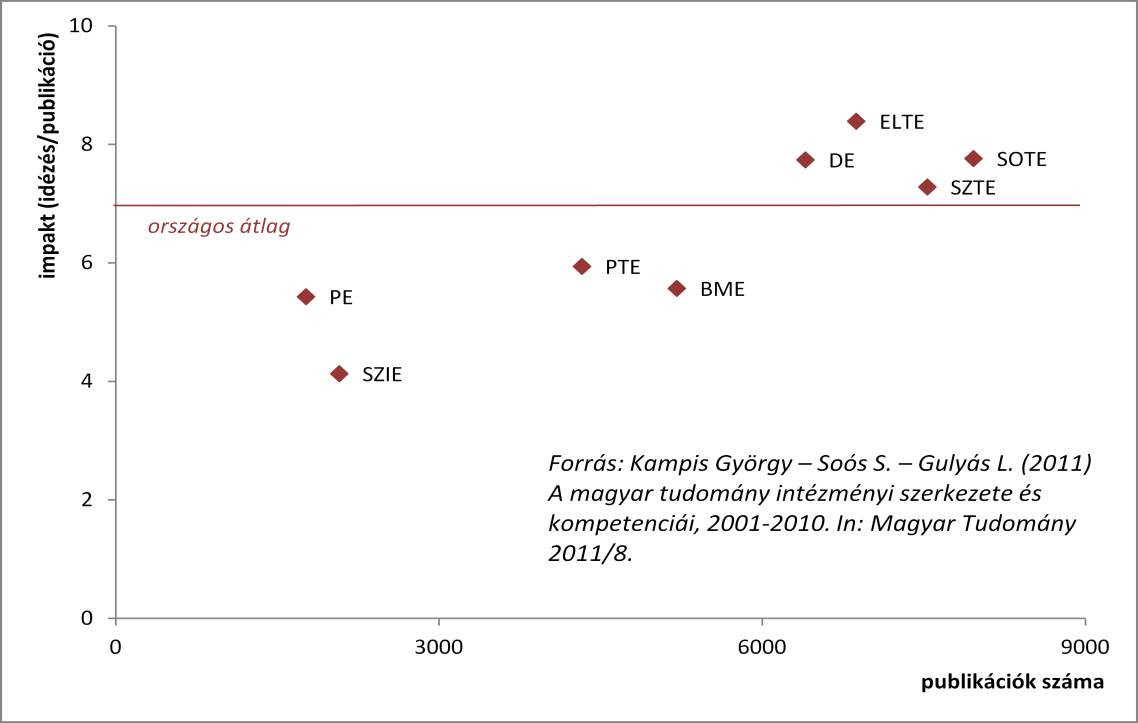 impakt (idézés/publikáció)
10
8
6
4
2
0
ELTE
DE
SOTE
SZTE
országos átlag
PTE
BME
PE
SZIE
Forrás: Kampis György – Soós S. – Gulyás L. (2011)
A magyar tudomány intézményi szerkezete és
kompetenciái, 2001-2010. In: Magyar Tudomány
2011/8.
0
3000
6000
9000
publikációk száma